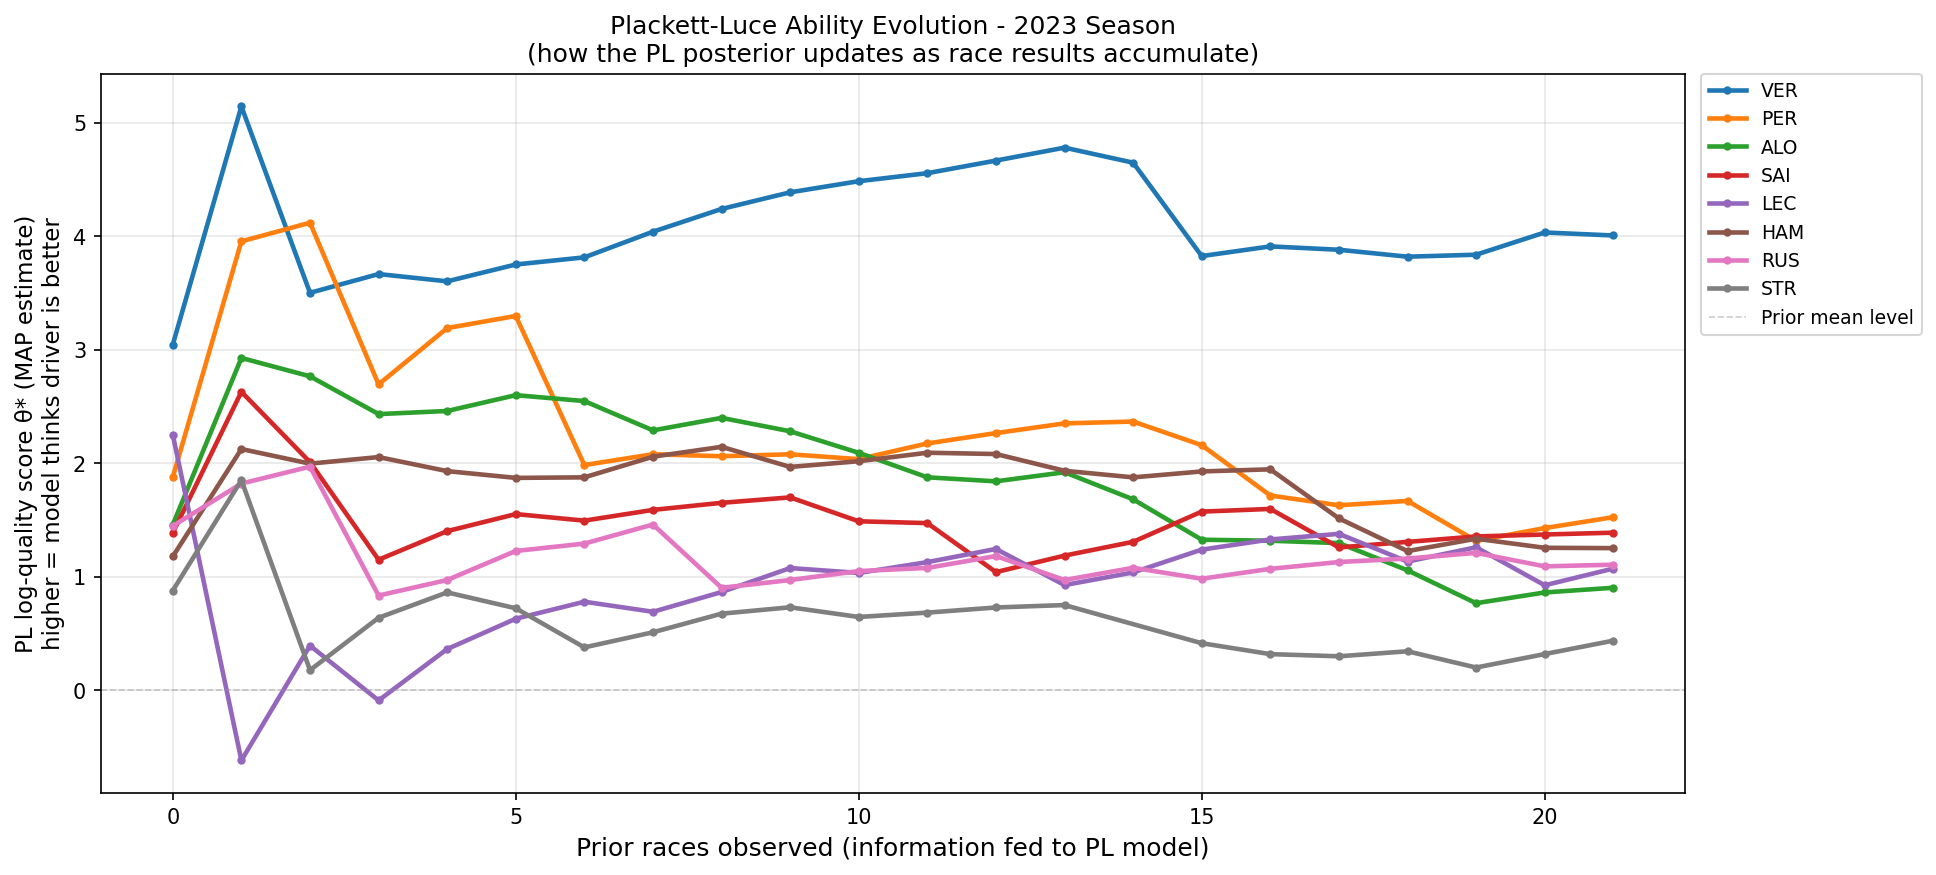 Plackett-Luce Ability Evolution - 2023 Season
(how the PL posterior updates as race results accumulate)
PL log-quality score θ* (MAP estimate)
higher = model thinks driver is better
5
4
3
2
1
0
0
5
10
15
20
Prior races observed (information fed to PL model)
VER
PER
ALO
SAI
LEC
HAM
RUS
STR
Prior mean level